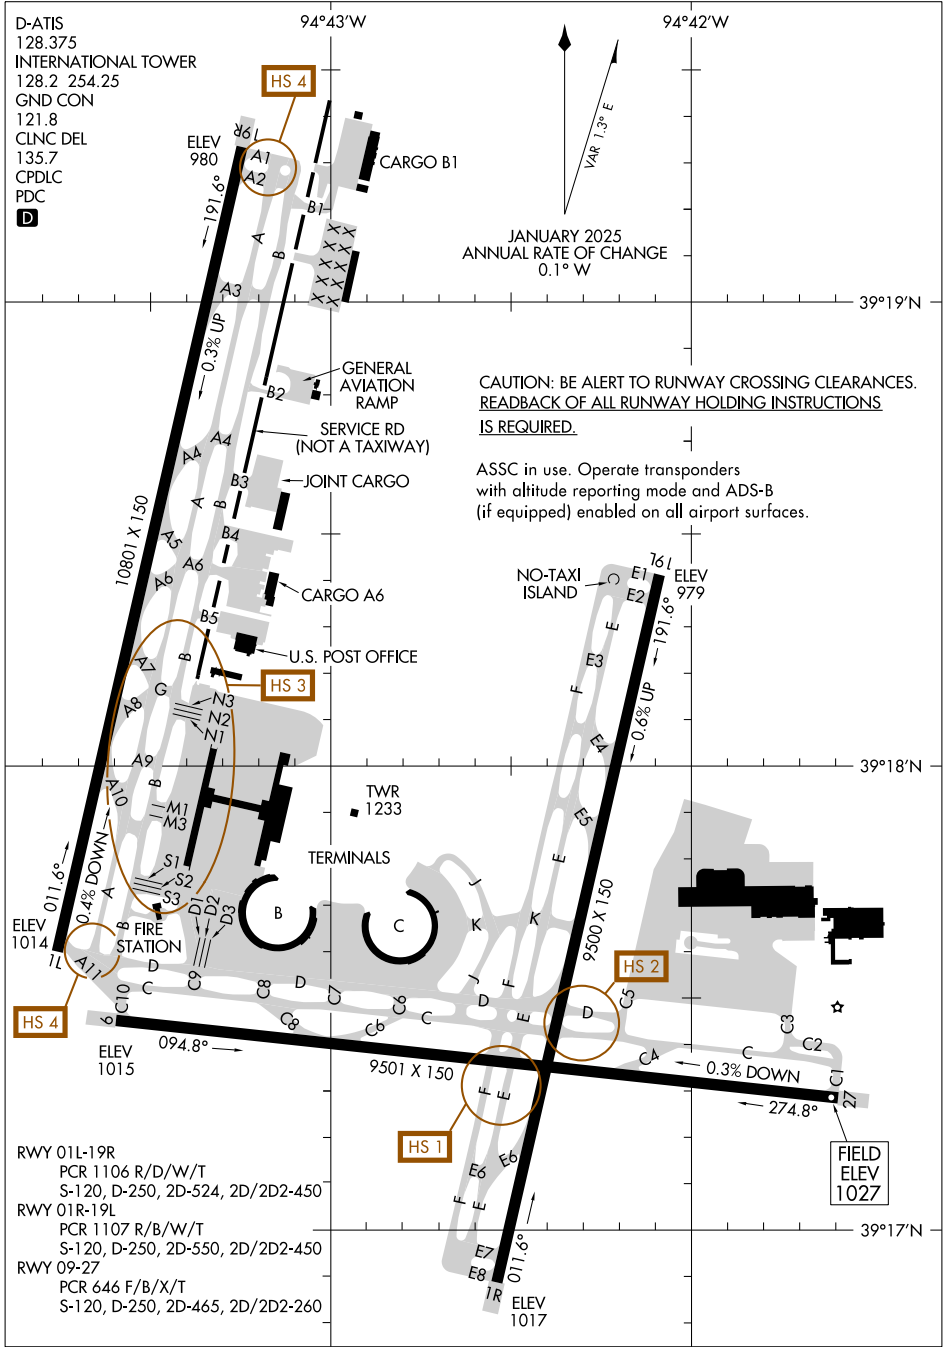 94°43'W
94°42'W
D-ATIS
128.375
INTERNATIONAL TOWER
128.2 254.25
GND CON
121.8
CLNC DEL
135.7
CPDLC
PDC
D
HS 4
VAR 1.3° E
JANUARY 2025
ANNUAL RATE OF CHANGE
0.1° W
19R
ELEV
980
A1
A2
CARGO B1
191.6°
B1
A
B
X X
X X
X X
X X
X X
A3
39°19'N
0.3% UP
GENERAL
AVIATION
RAMP
B2
SERVICE RD
(NOT A TAXIWAY)
CAUTION: BE ALERT TO RUNWAY CROSSING CLEARANCES.
READBACK OF ALL RUNWAY HOLDING INSTRUCTIONS
IS REQUIRED.
ASSC in use. Operate transponders
with altitude reporting mode and ADS-B
(if equipped) enabled on all airport surfaces.
A4
A4
B3
JOINT CARGO
A
B
10801 X 150
A5
B4
A6
A6
CARGO A6
NO-TAXI
ISLAND
C
E1
E2
19L
ELEV
979
191.6°
B5
U.S. POST OFFICE
B
A7
G
HS 3
E
E3
F
0.6% UP
A8
N3
N2
N1
E4
39°18'N
A9
B
A10
M1
M3
TWR
1233
E5
0.4% DOWN
011.6°
TERMINALS
E
S1
S2
S3
A
B
FIRE
STATION
D1
D2
D3
B
C
J
K
K
9500 X 150
ELEV
1014
1L
A11
HS 4
D
C
C9
C10
C8
D
C7
C8
C6
C6
C
D
J
F
E
HS 2
D
C5
C3
C2
C
C4
C1
9
ELEV
1015
094.8°
9501 X 150
0.3% DOWN
274.8°
27
FIELD
ELEV
1027
F
E
HS 1
E6
E6
F
E
39°17'N
E7
E8
011.6°
1R
ELEV
1017
RWY 01L-19R
PCR 1106 R/D/W/T
S-120, D-250, 2D-524, 2D/2D2-450
RWY 01R-19L
PCR 1107 R/B/W/T
S-120, D-250, 2D-550, 2D/2D2-450
RWY 09-27
PCR 646 F/B/X/T
S-120, D-250, 2D-465, 2D/2D2-260